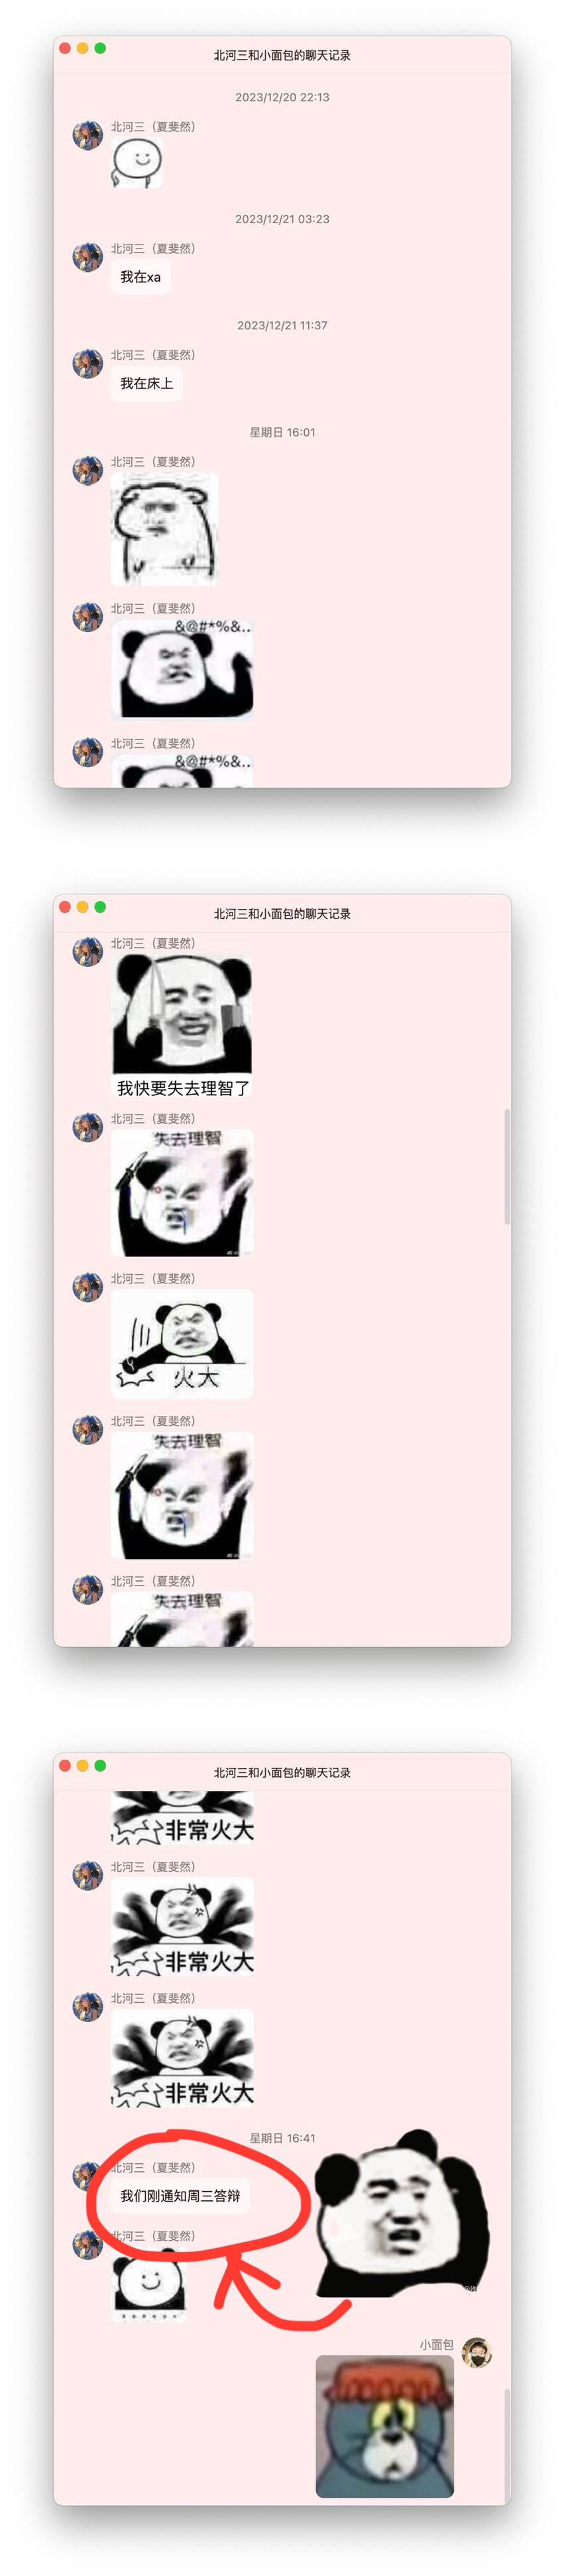 北河三和小面包的聊天记录
2023/12/20 22:13
北河三（夏斐然）
2023/12/21 03:23
北河三（夏斐然）
我在xa
2023/12/21 11:37
北河三（夏斐然）
我在床上
星期日 16:01
北河三（夏斐然）
北河三（夏斐然）
&@#*%&..
北河三（夏斐然）
&@#*%&..
北河三和小面包的聊天记录
北河三（夏斐然）
我快要失去理智了
北河三（夏斐然）
失去理智
北河三（夏斐然）
火大
北河三（夏斐然）
失去理智
北河三（夏斐然）
失去理智
北河三和小面包的聊天记录
非常火大
北河三（夏斐然）
非常火大
北河三（夏斐然）
非常火大
星期日 16:41
北河三（夏斐然）
我们刚通知周三答辩
北河三（夏斐然）
小面包